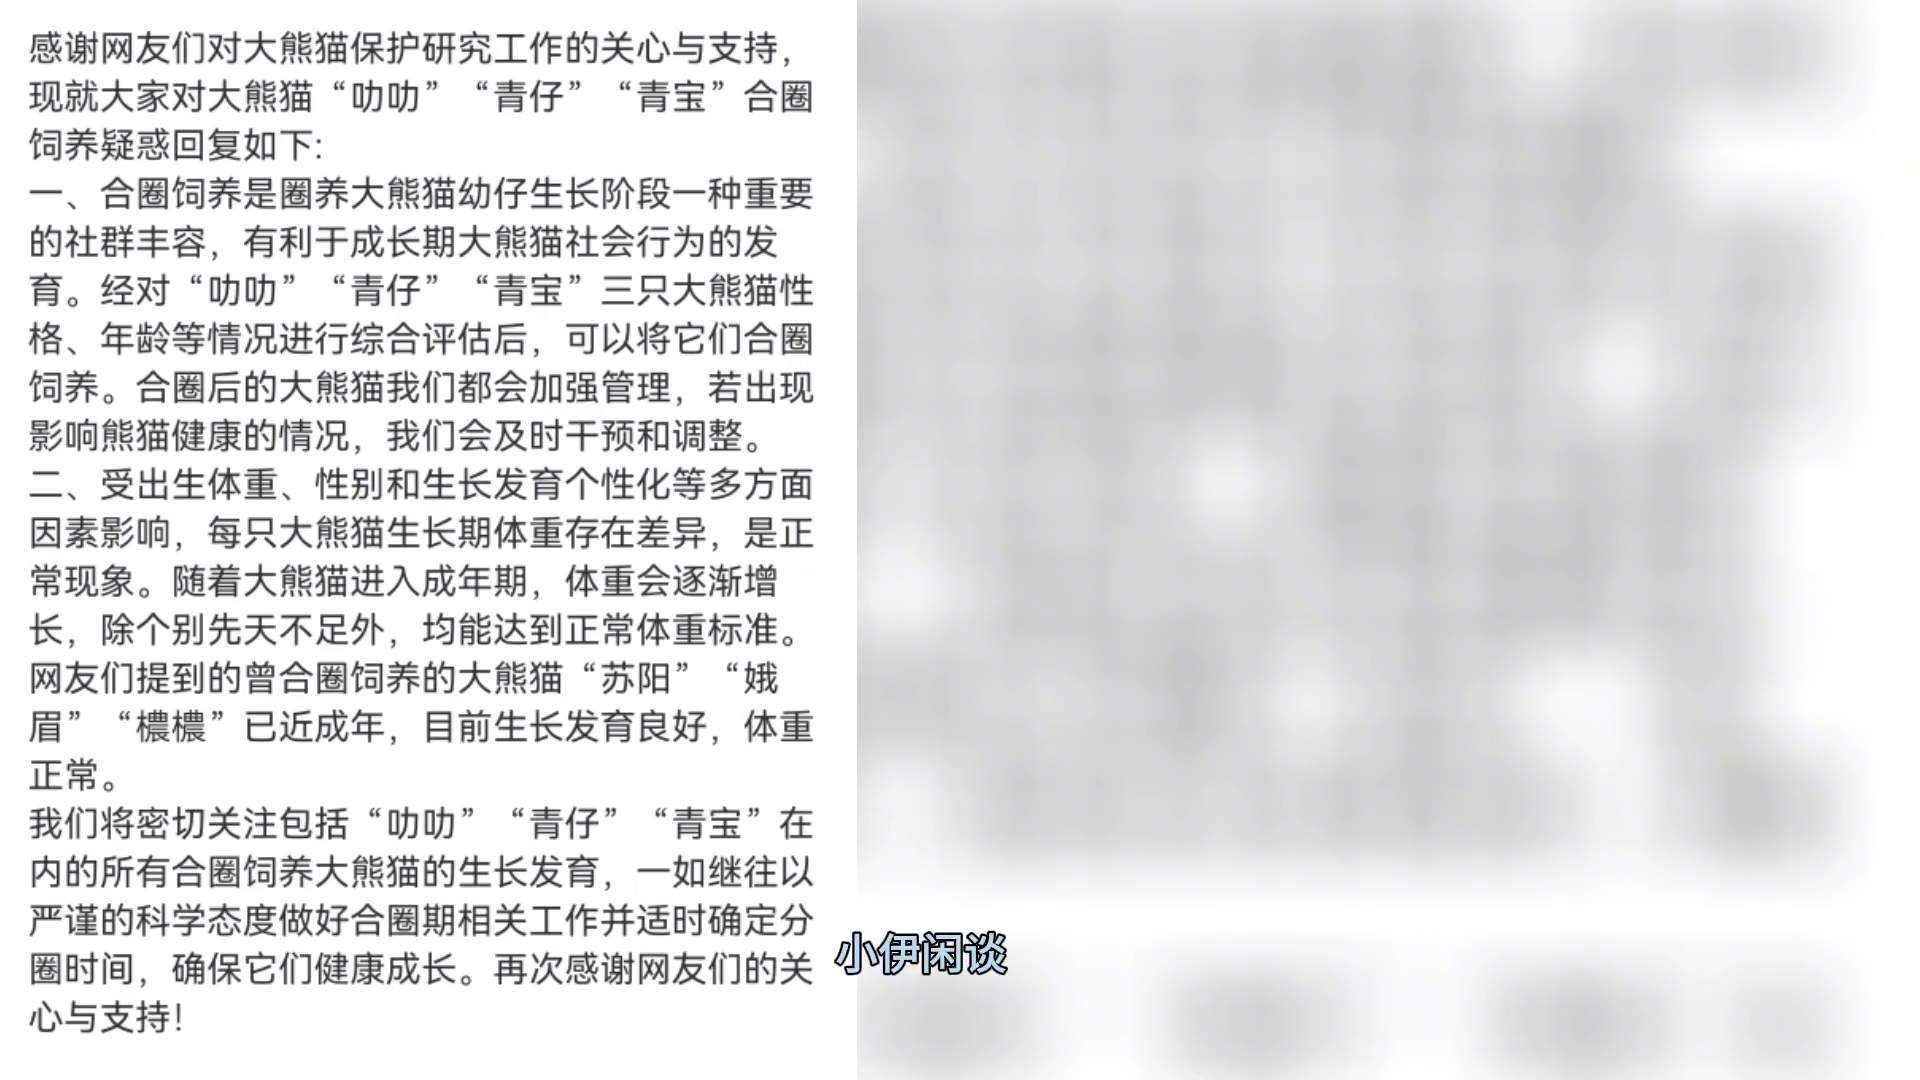 感谢网友们对大熊猫保护研究工作的关心与支持，
现就大家对大熊猫“叻叻”“青仔”“青宝”合圈
饲养疑惑回复如下:
一、合圈饲养是圈养大熊猫幼仔生长阶段一种重要
的社群丰容，有利于成长期大熊猫社会行为的发
育。经对“叻叻”“青仔”“青宝”三只大熊猫性
格、年龄等情况进行综合评估后，可以将它们合圈
饲养。合圈后的大熊猫我们都会加强管理，若出现
影响熊猫健康的情况，我们会及时干预和调整。
二、受出生体重、性别和生长发育个性化等多方面
因素影响，每只大熊猫生长期体重存在差异，是正
常现象。随着大熊猫进入成年期，体重会逐渐增
长，除个别先天不足外，均能达到正常体重标准。
网友们提到的曾合圈饲养的大熊猫“苏阳”“娥
眉”“檂檂”已近成年，目前生长发育良好，体重
正常。
我们将密切关注包括“叻叻”“青仔”“青宝”在
内的所有合圈饲养大熊猫的生长发育，一如继往以
严谨的科学态度做好合圈期相关工作并适时确定分
圈时间，确保它们健康成长。再次感谢网友们的关
心与支持！
小伊闲谈